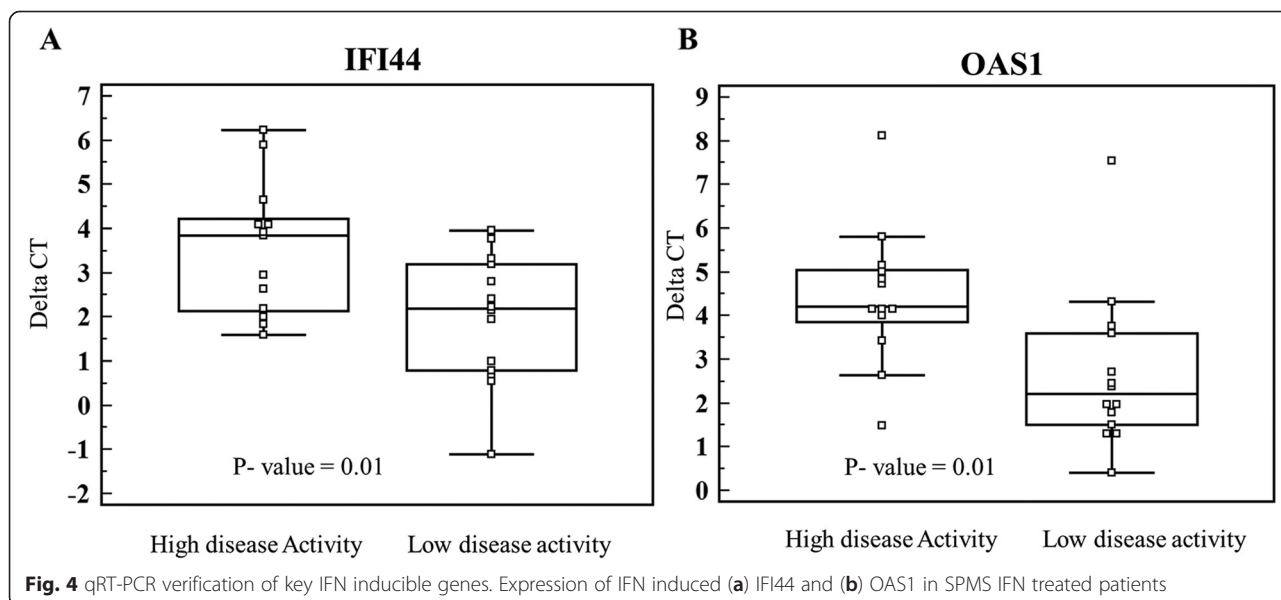 A
IFI44
7
6
5
4
3
2
1
0
-1
-2
Delta CT
P- value = 0.01
High disease Activity
Low disease activity
B
OAS1
9
8
7
6
5
4
3
2
1
0
Delta CT
P- value = 0.01
High disease Activity
Low disease activity
Fig. 4 qRT-PCR verification of key IFN inducible genes. Expression of IFN induced (a) IFI44 and (b) OAS1 in SPMS IFN treated patients